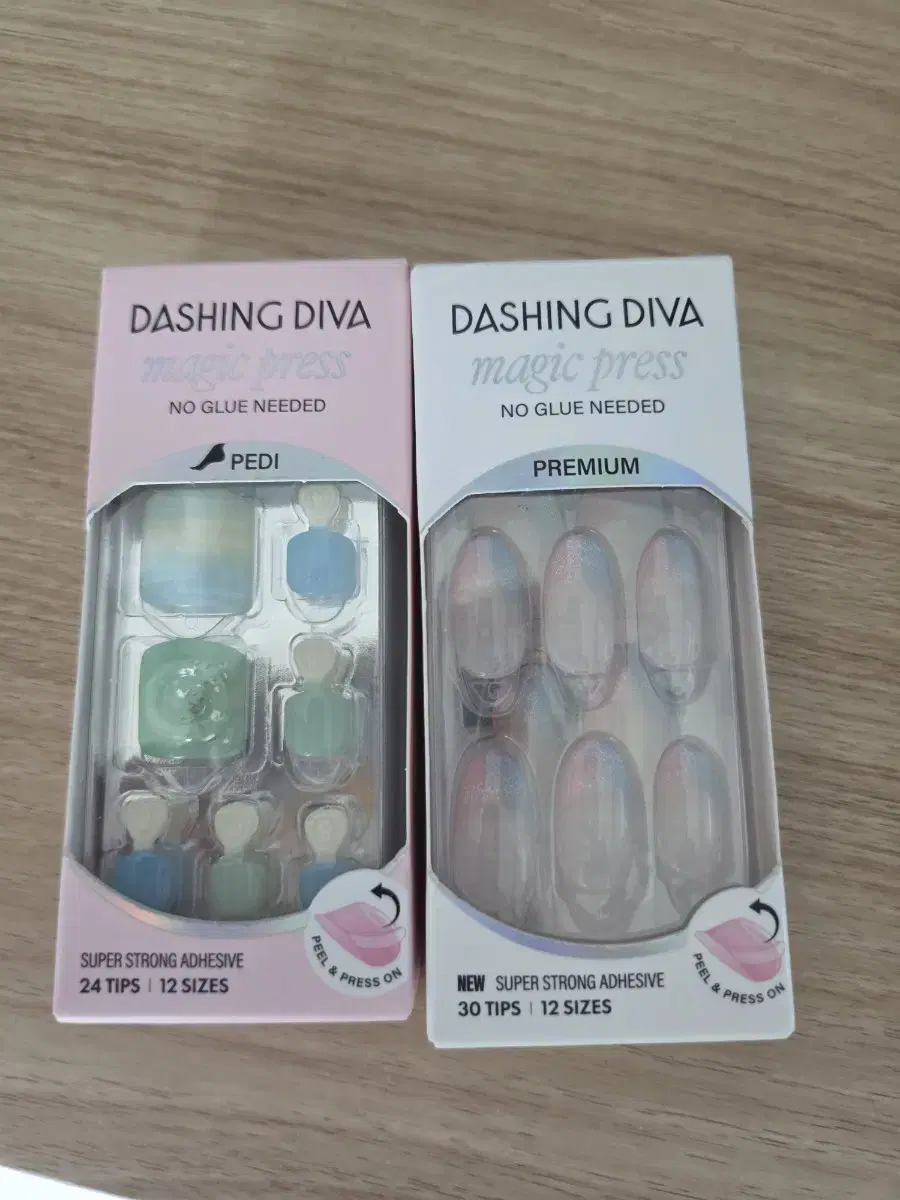 DASHING DIVA
magic press
NO GLUE NEEDED
PEDI
PEEL & PRESS ON
SUPER STRONG ADHESIVE
24 TIPS | 12 SIZES
DASHING DIVA
magic press
NO GLUE NEEDED
PREMIUM
PEEL & PRESS ON
NEW SUPER STRONG ADHESIVE
30 TIPS | 12 SIZES